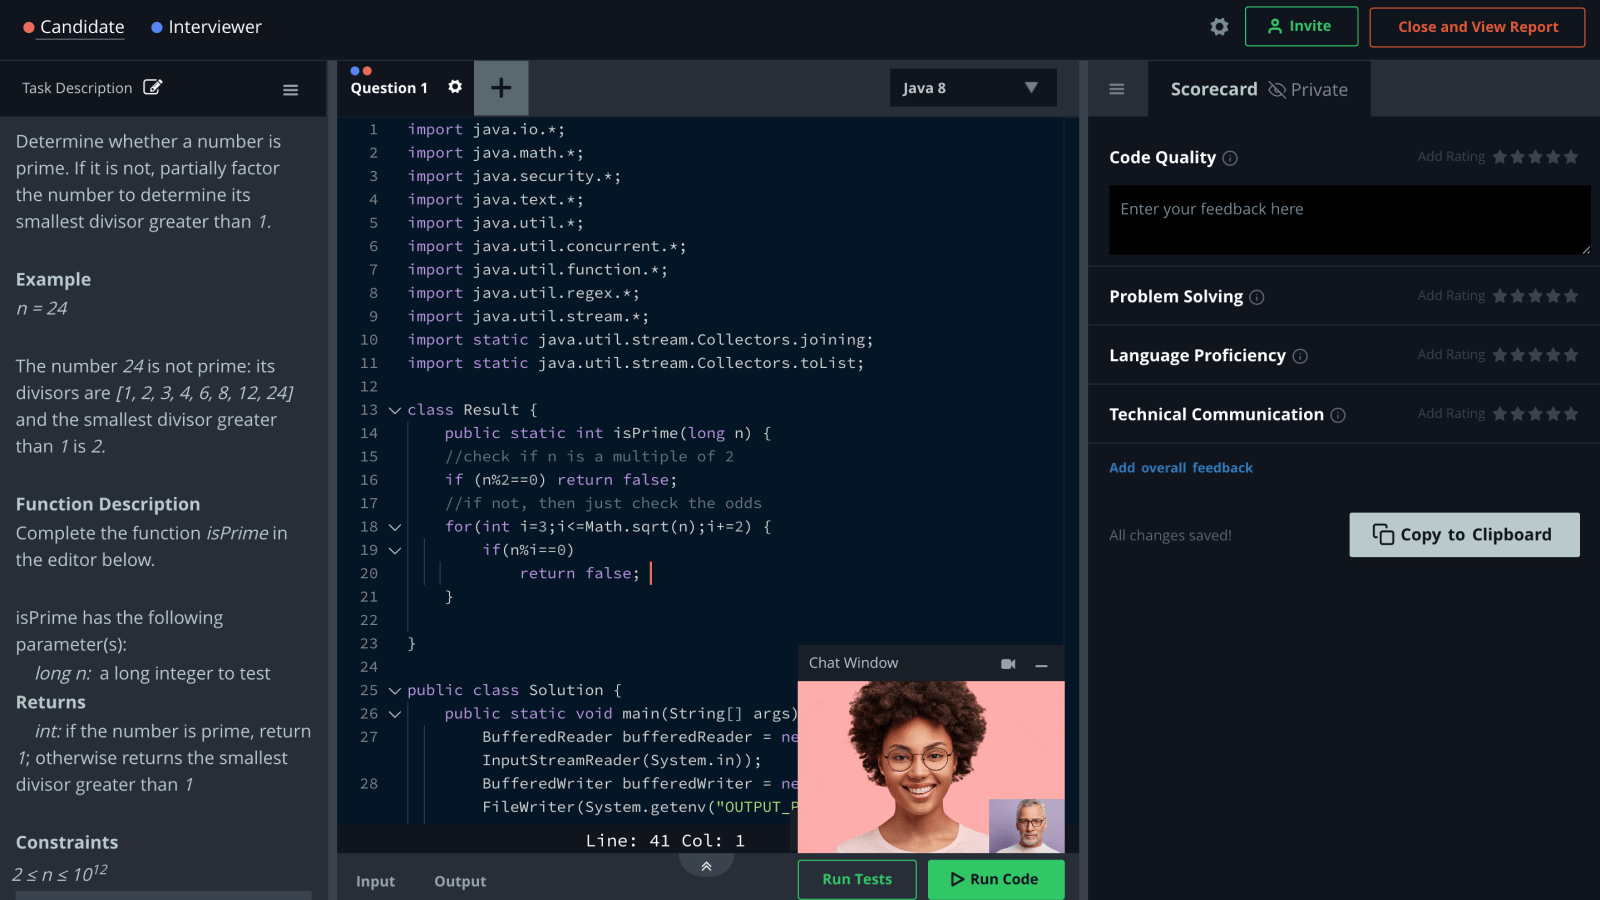 Candidate
Interviewer
Invite
Close and View Report
Task Description
Determine whether a number is
prime. If it is not, partially factor
the number to determine its
smallest divisor greater than 1.
Example
n = 24
The number 24 is not prime: its
divisors are [1, 2, 3, 4, 6, 8, 12, 24]
and the smallest divisor greater
than 1 is 2.
Function Description
Complete the function isPrime in
the editor below.
isPrime has the following
parameter(s):
long n: a long integer to test
Returns
int: if the number is prime, return
1; otherwise returns the smallest
divisor greater than 1
Constraints
2 ≤ n ≤ 10^12
Question 1
Java 8
1 import java.io.*;
2 import java.math.*;
3 import java.security.*;
4 import java.text.*;
5 import java.util.*;
6 import java.util.concurrent.*;
7 import java.util.function.*;
8 import java.util.regex.*;
9 import java.util.stream.*;
10 import static java.util.stream.Collectors.joining;
11 import static java.util.stream.Collectors.toList;
12
13 class Result {
14 public static int isPrime(long n) {
15 //check if n is a multiple of 2
16 if (n%2==0) return false;
17 //if not, then just check the odds
18 for(int i=3;i<=Math.sqrt(n);i+=2) {
19 if(n%i==0)
20 return false;
21 }
22
23 }
24
25 public class Solution {
26 public static void main(String[] args)
27 BufferedReader bufferedReader = ne
InputStreamReader(System.in));
28 BufferedWriter bufferedWriter = ne
FileWriter(System.getenv("OUTPUT_P
Line: 41 Col: 1
Chat Window
Input
Output
Run Tests
Run Code
Scorecard
Private
Code Quality
Add Rating
Enter your feedback here
Problem Solving
Add Rating
Language Proficiency
Add Rating
Technical Communication
Add Rating
Add overall feedback
All changes saved!
Copy to Clipboard